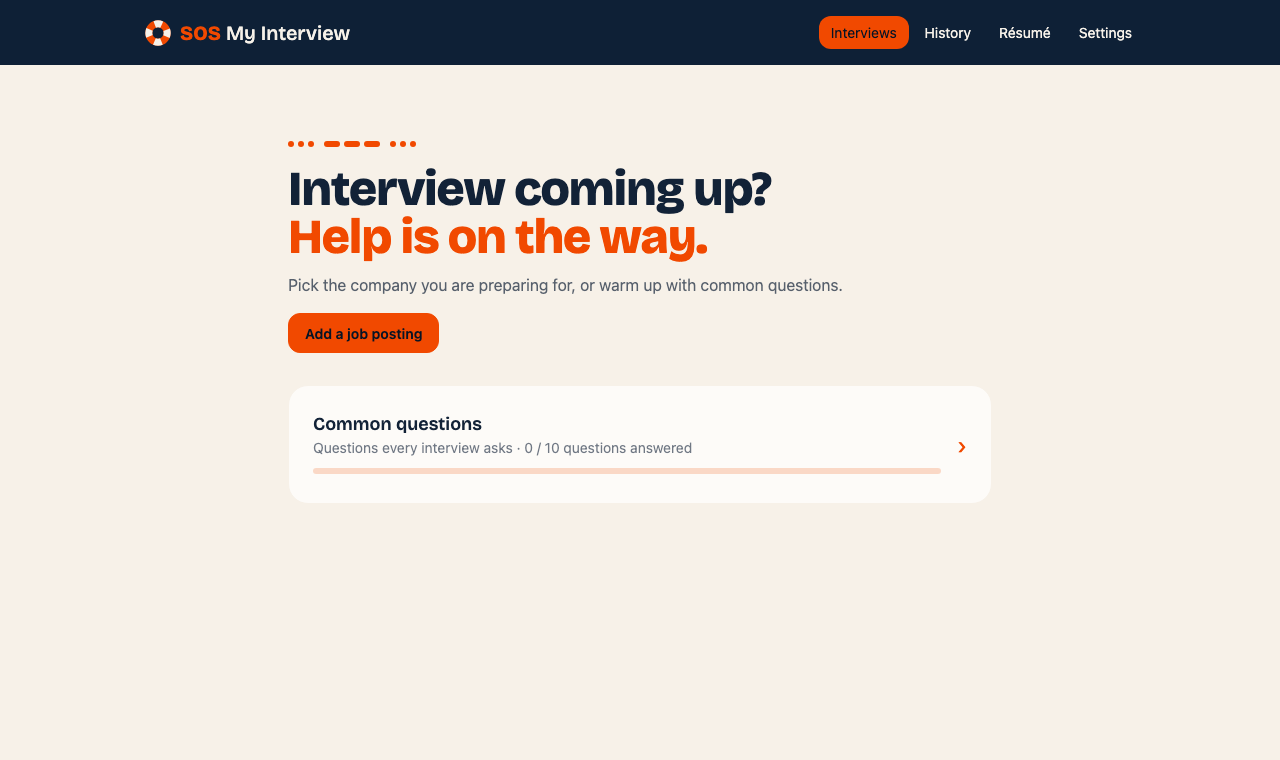 SOS My Interview
Interviews
History
Résumé
Settings
Interview coming up?
Help is on the way.
Pick the company you are preparing for, or warm up with common questions.
Add a job posting
Common questions
Questions every interview asks · 0 / 10 questions answered